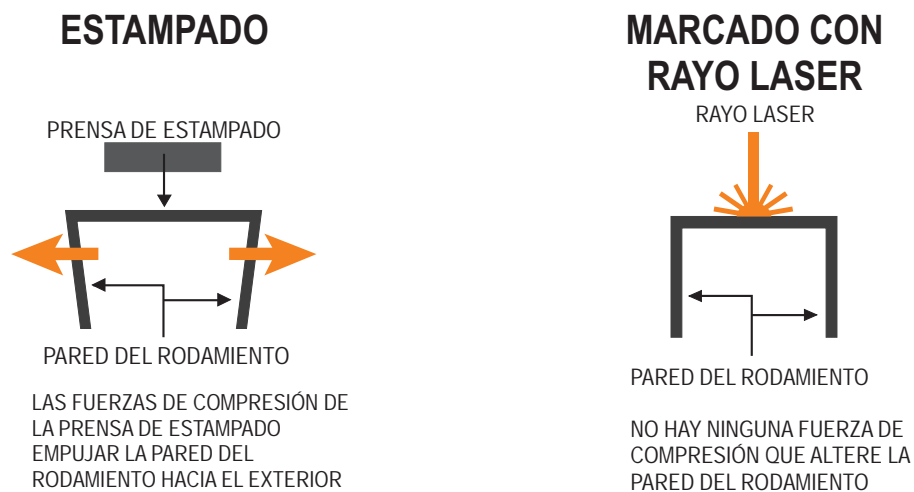 ESTAMPADO
PRENSA DE ESTAMPADO
PARED DEL RODAMIENTO
LAS FUERZAS DE COMPRESIÓN DE
LA PRENSA DE ESTAMPADO
EMPUJAR LA PARED DEL
RODAMIENTO HACIA EL EXTERIOR
MARCADO CON
RAYO LASER
RAYO LASER
PARED DEL RODAMIENTO
NO HAY NINGUNA FUERZA DE
COMPRESIÓN QUE ALTERE LA
PARED DEL RODAMIENTO